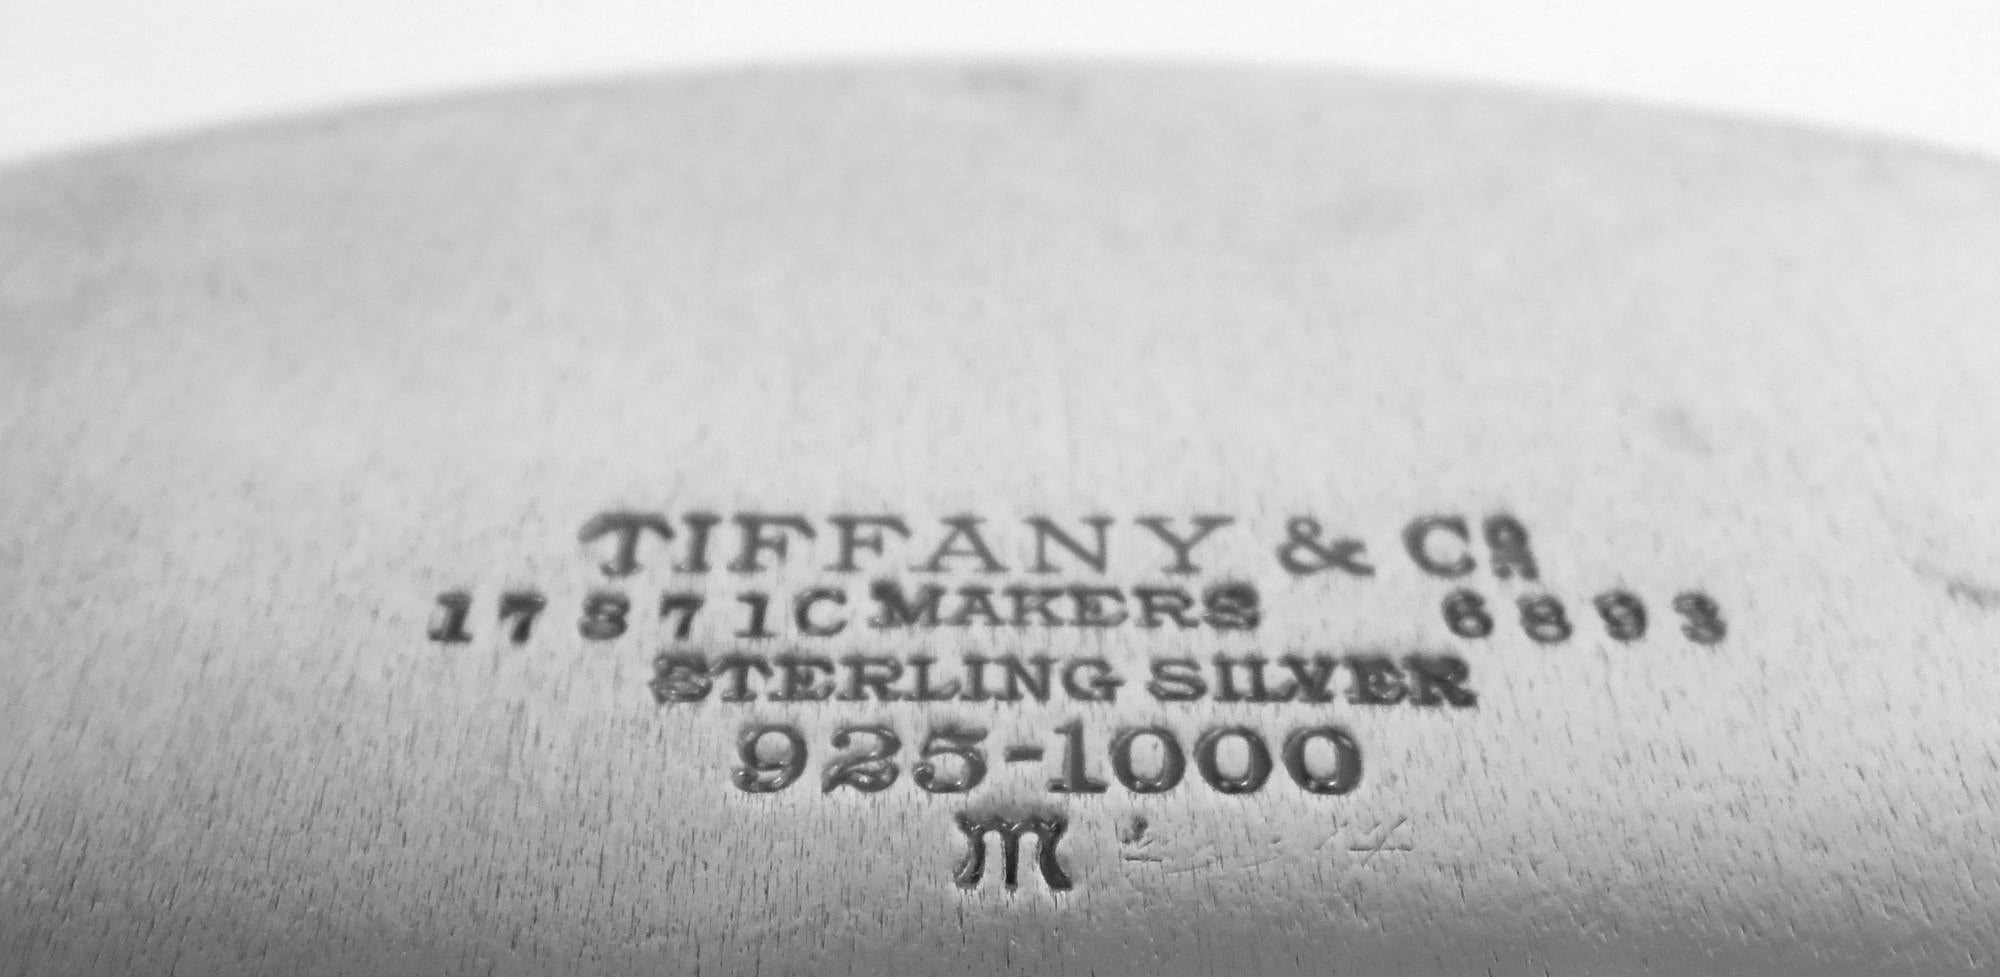 TIFFANY & Co
17871C MAKERS 6893
STERLING SILVER
925-1000
M